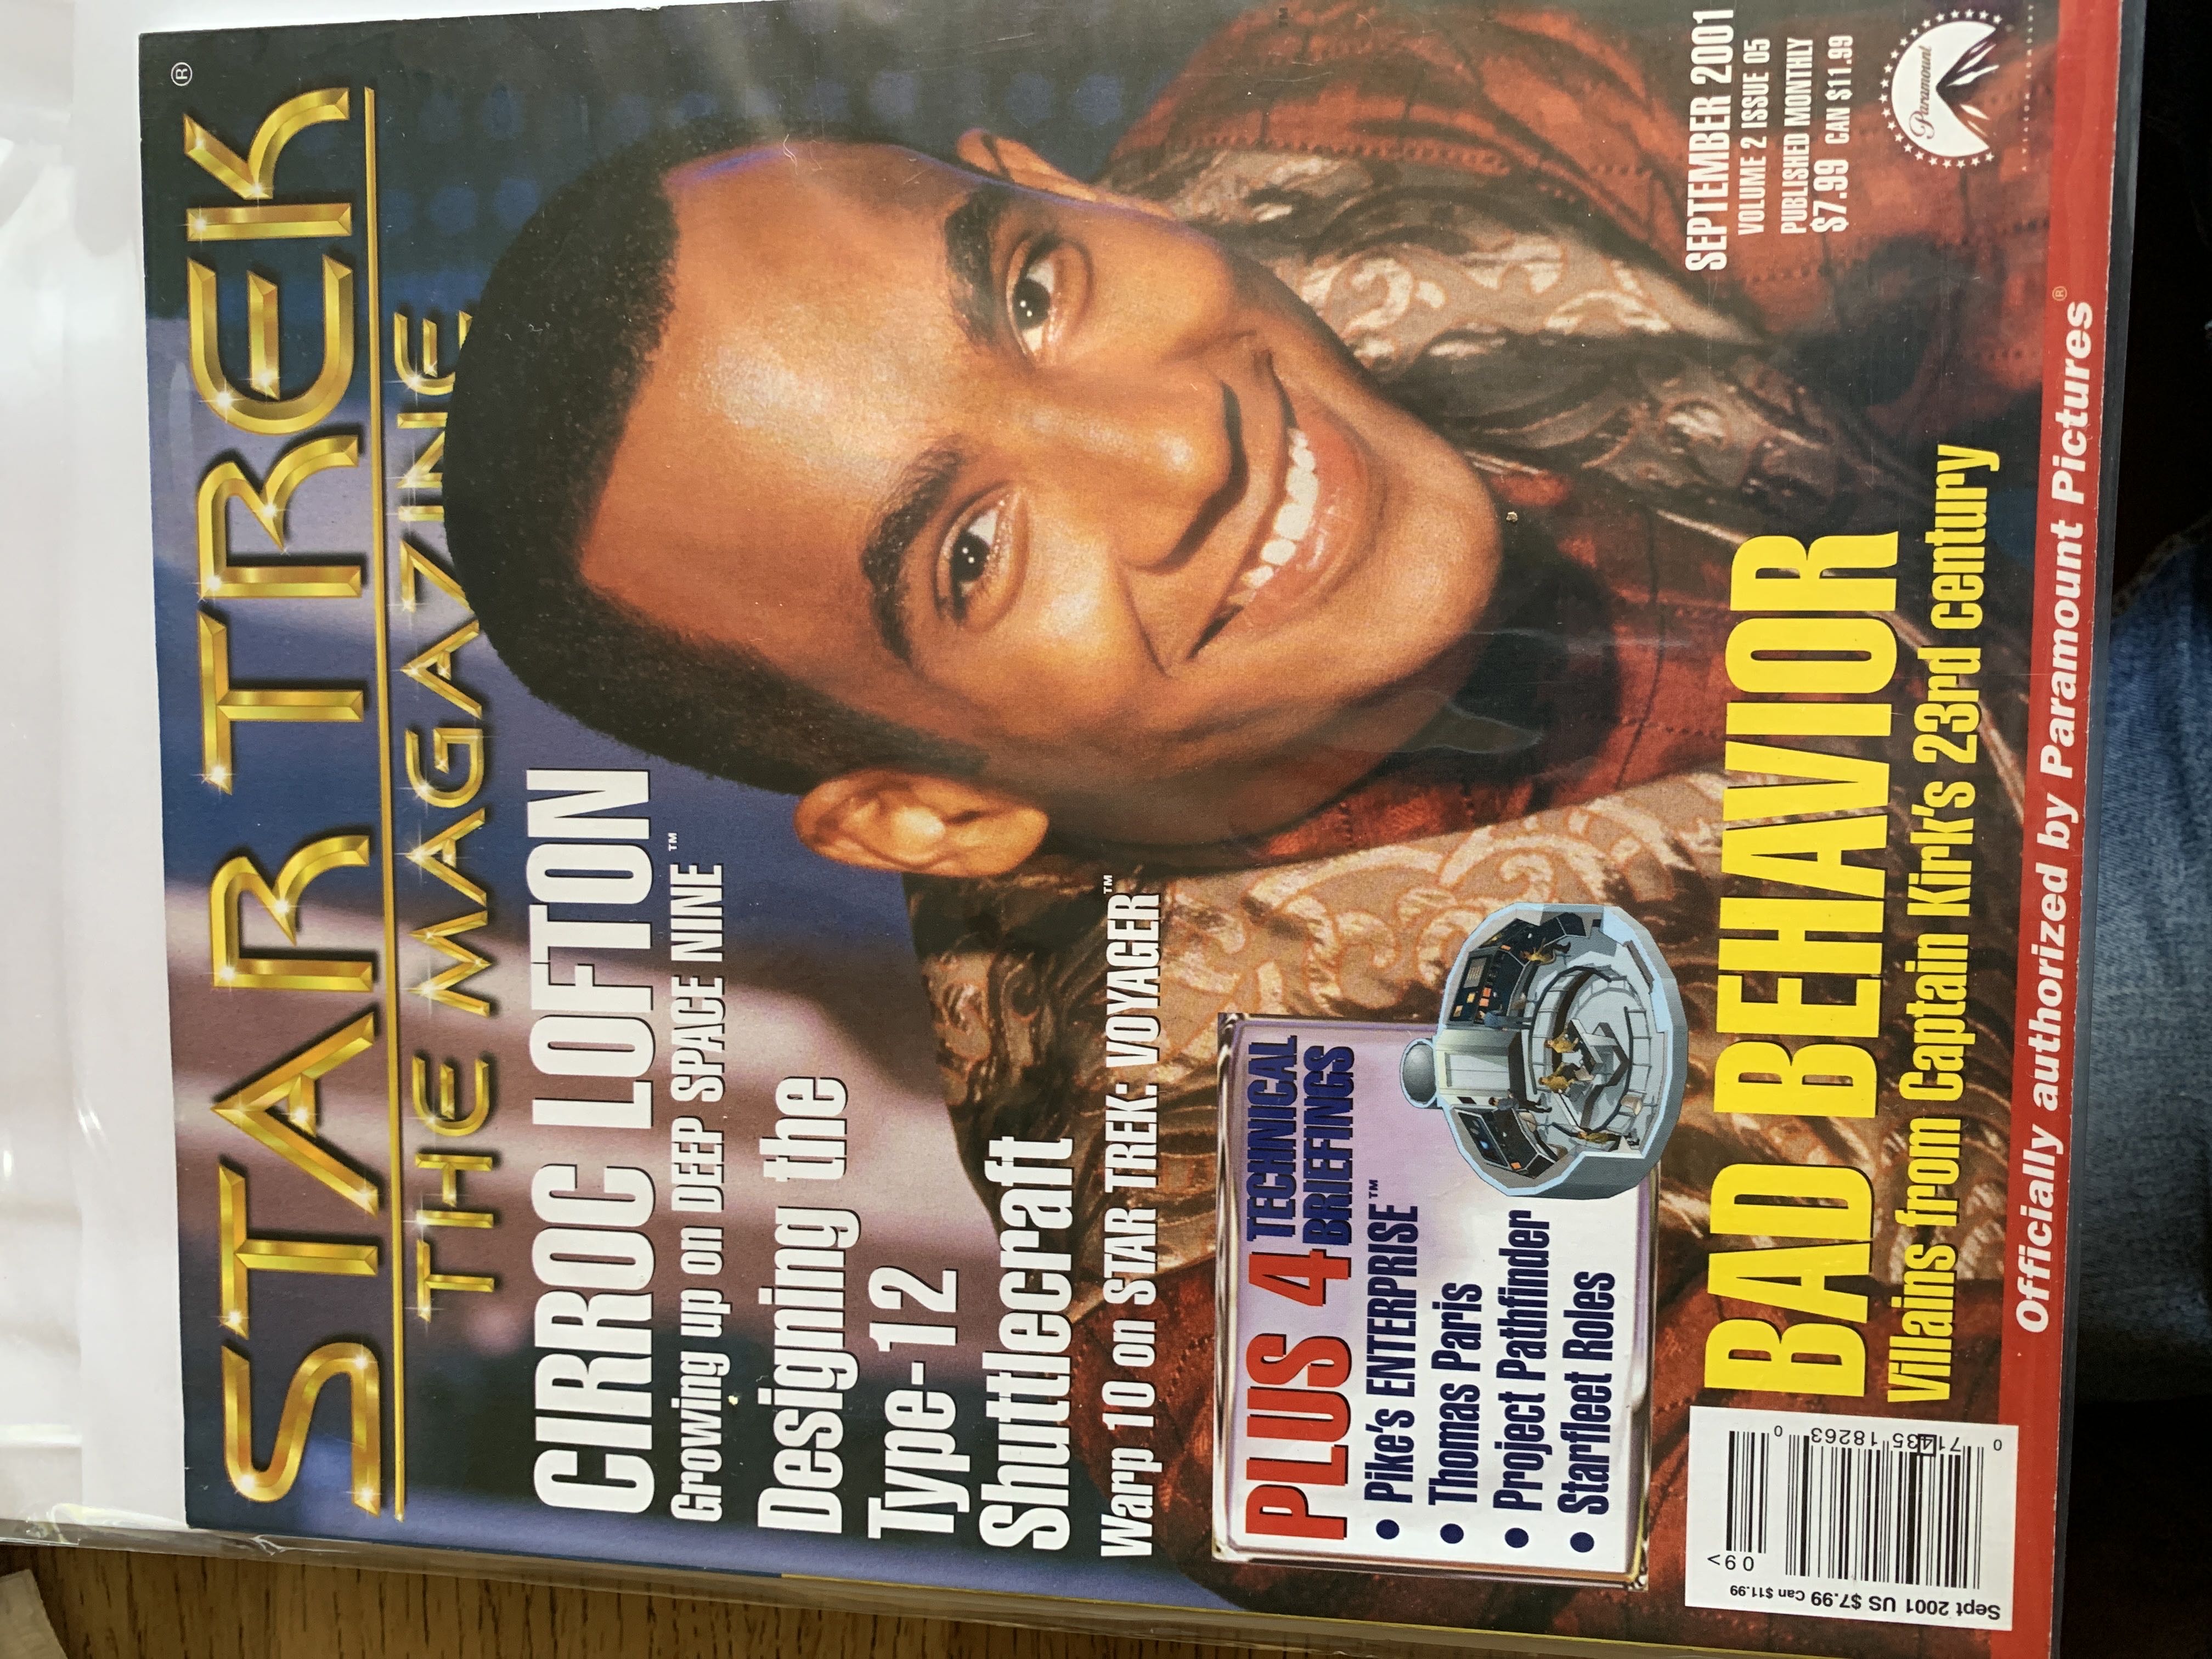 STAR TREK®
THE MAGAZINE
CIRROC LOFTON
Growing up on DEEP SPACE NINE™
Designing the
Type-12
Shuttlecraft
Warp 10 on STAR TREK: VOYAGER™
PLUS 4 TECHNICAL
BRIEFINGS
• Pike's ENTERPRISE™
• Thomas Paris
• Project Pathfinder
• Starfleet Roles
BAD BEHAVIOR
Villains from Captain Kirk's 23rd century
SEPTEMBER 2001
VOLUME 2 ISSUE 05
PUBLISHED MONTHLY
$7.99 CAN $11.99
Paramount
Sept 2001 US $7.99 Can $11.99
09>
0 71435 18263 0
Officially authorized by Paramount Pictures®